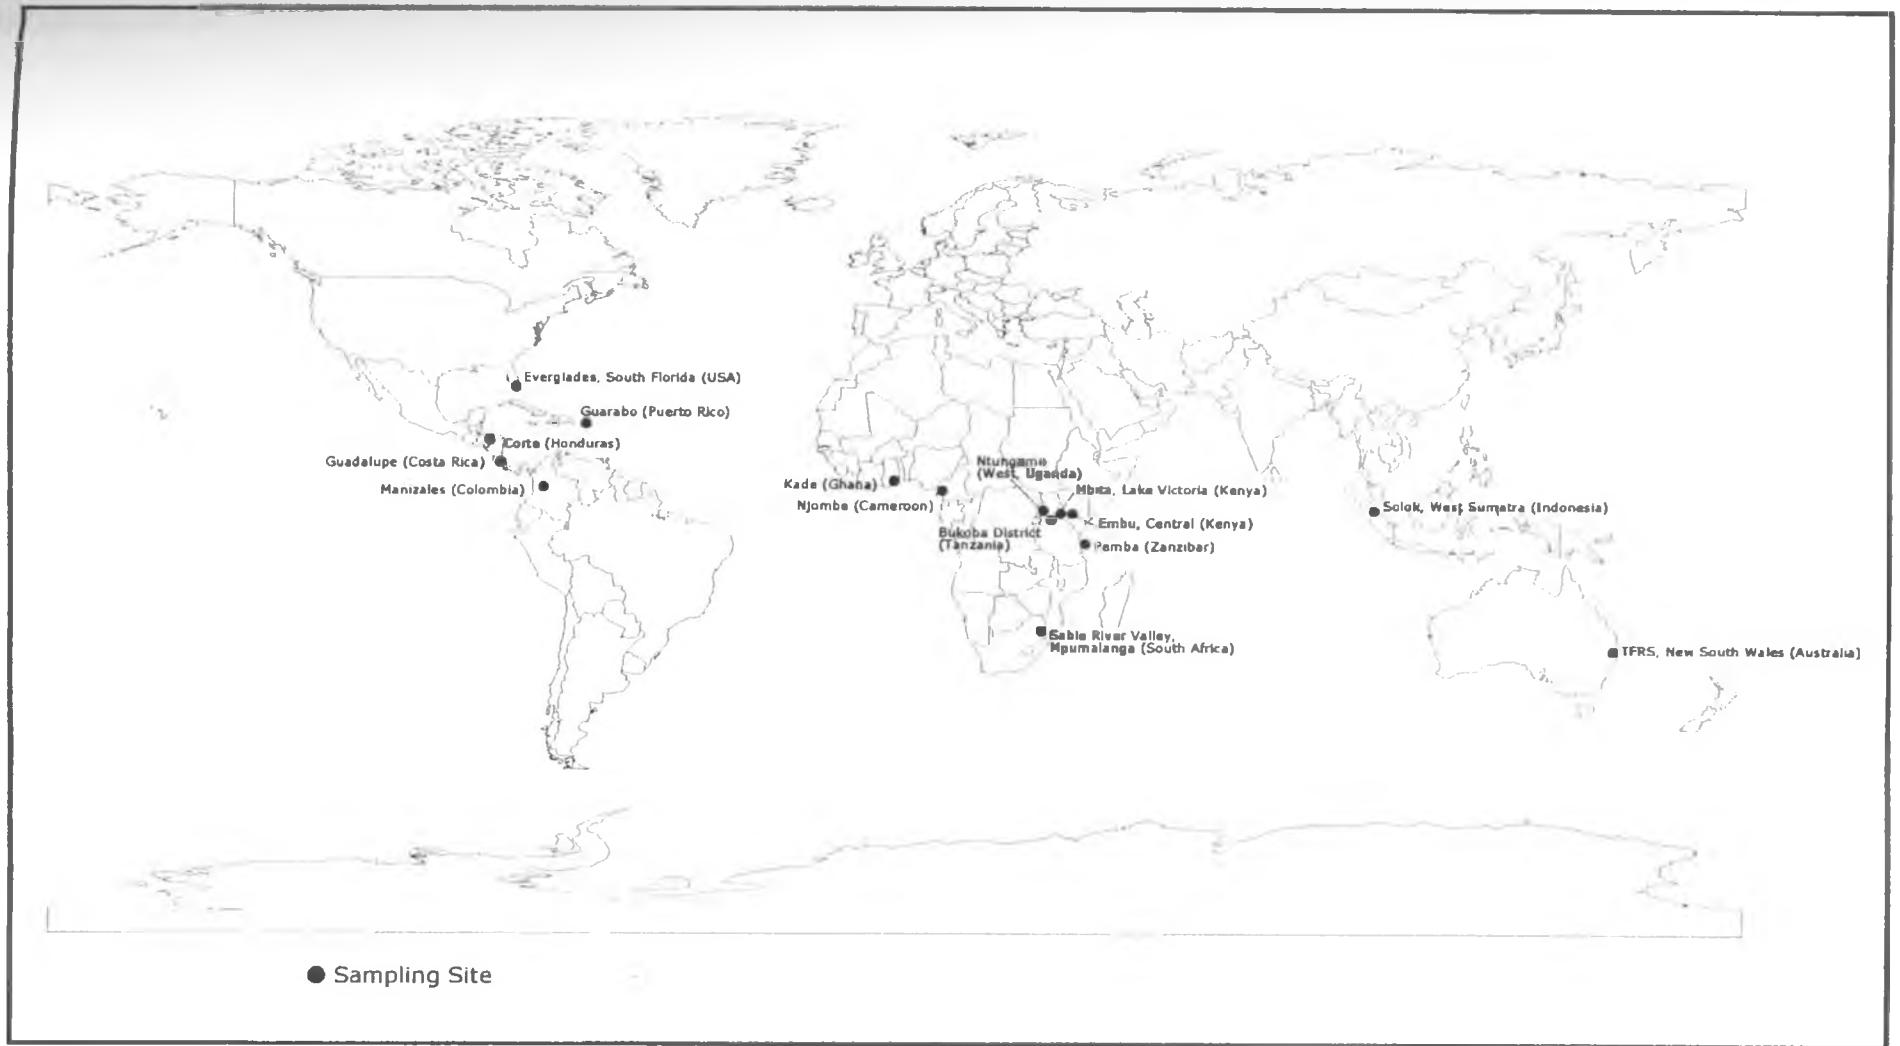 Everglades, South Florida (USA)
Guarabo (Puerto Rico)
Corte (Honduras)
Guadalupe (Costa Rica)
Manizales (Colombia)
Kade (Ghana)
Njombe (Cameroon)
Ntungamo
(West, Uganda)
Mbita, Lake Victoria (Kenya)
Embu, Central (Kenya)
Bukoba District
(Tanzania)
Pemba (Zanzibar)
Solok, West Sumatra (Indonesia)
Sabie River Valley,
Mpumalanga (South Africa)
TFRS, New South Wales (Australia)
Sampling Site